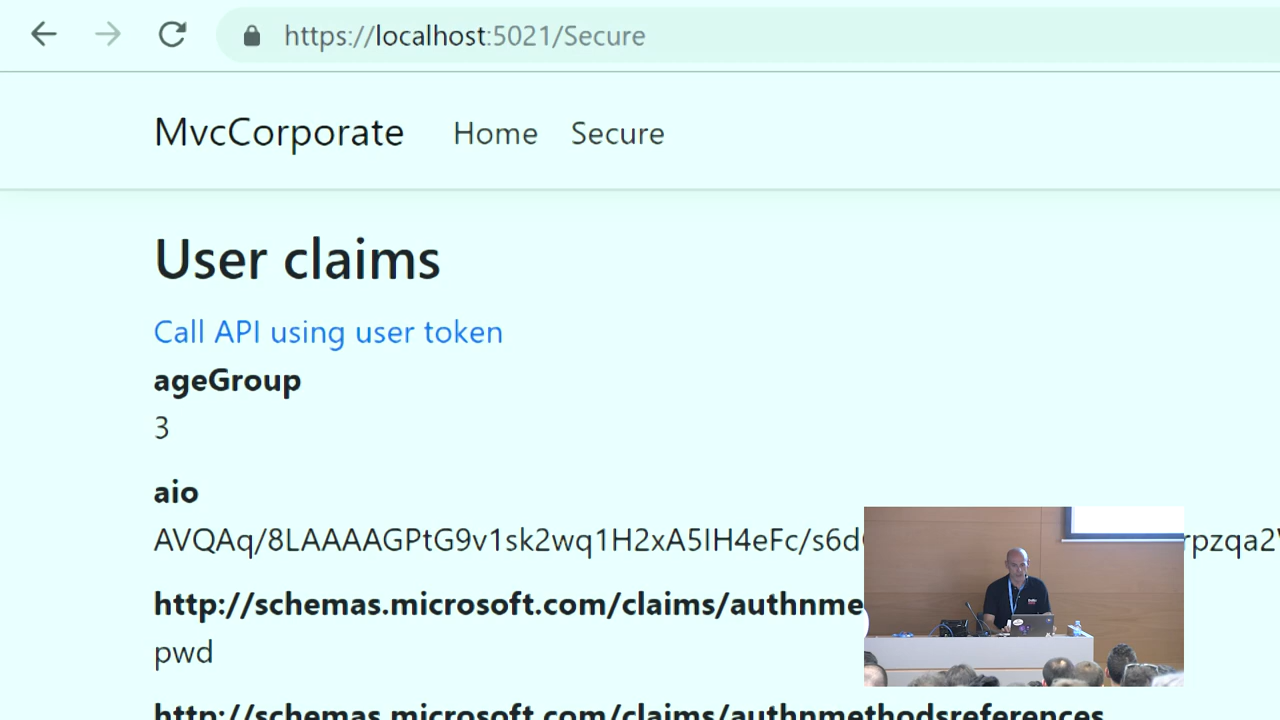 https://localhost:5021/Secure
MvcCorporate Home Secure
User claims
Call API using user token
ageGroup
3
aio
AVQAq/8LAAAAGPtG9v1sk2wq1H2xA5IH4eFc/s6d rpzqa2
http://schemas.microsoft.com/claims/authnme
pwd
http://schemas.microsoft.com/claims/authnmethodsreferences